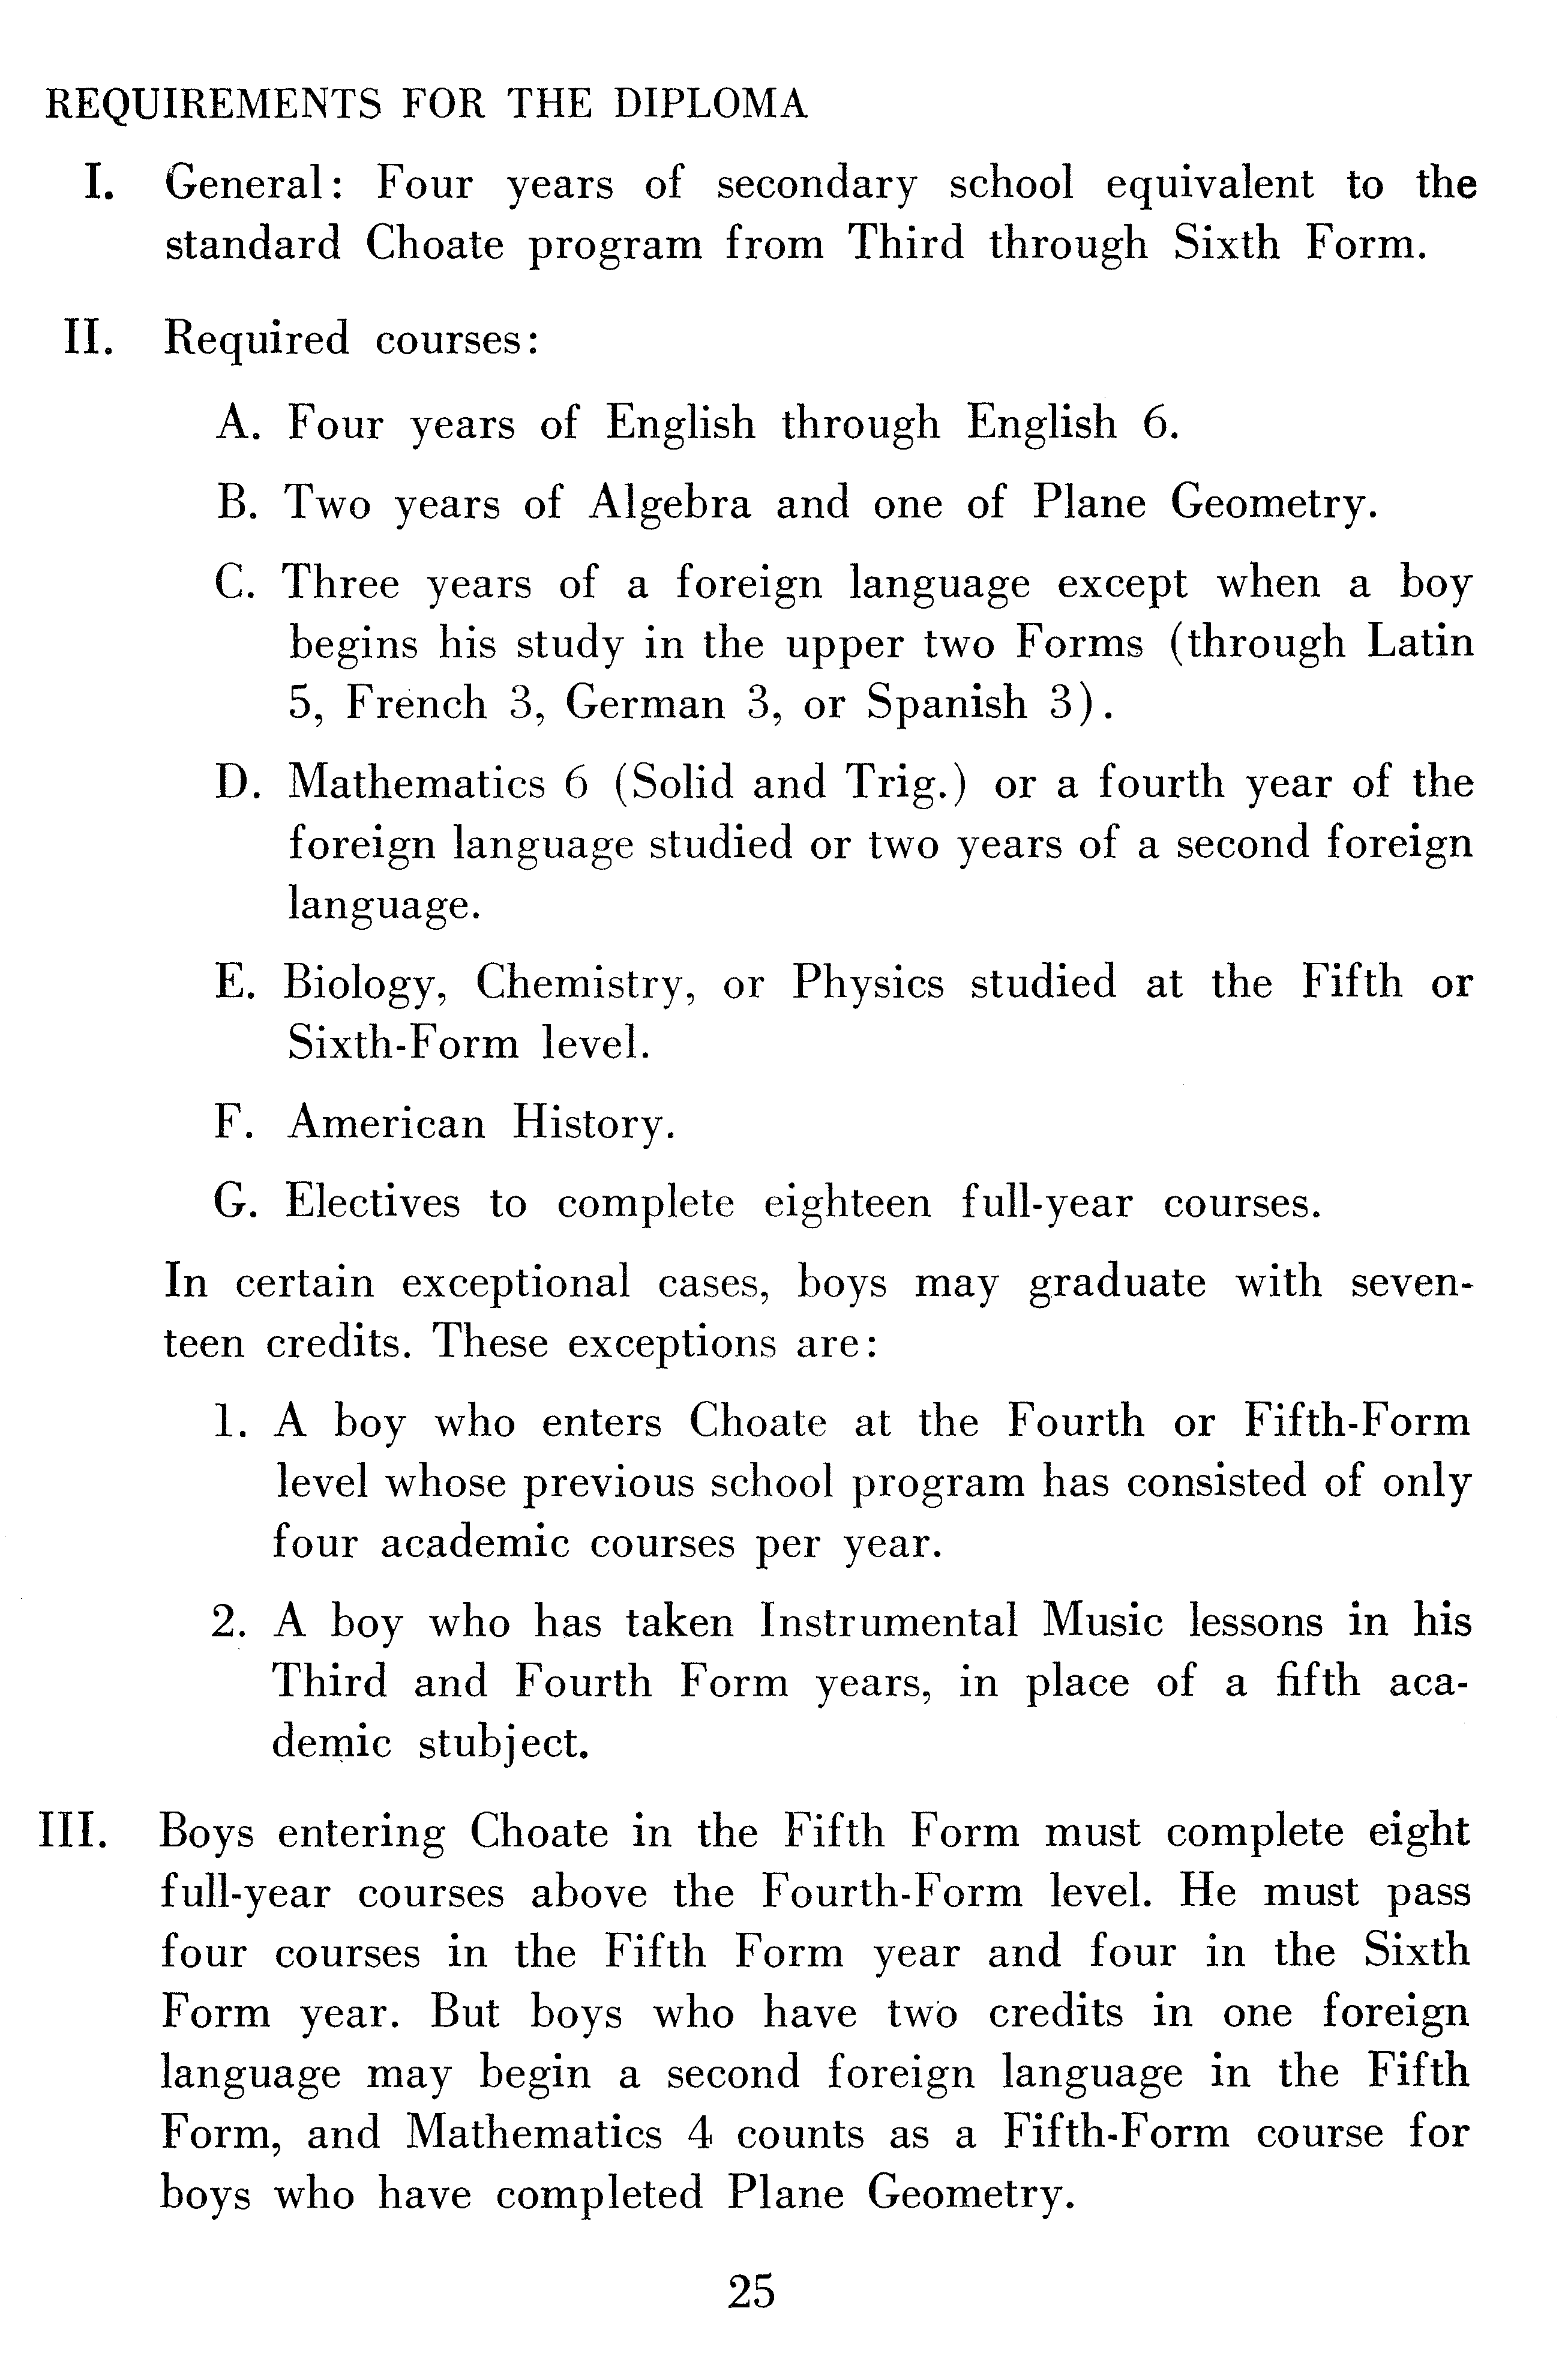 REQUIREMENTS FOR THE DIPLOMA
I. General: Four years of secondary school equivalent to the
standard Choate program from Third through Sixth Form.
II. Required courses:
A. Four years of English through English 6.
B. Two years of Algebra and one of Plane Geometry.
C. Three years of a foreign language except when a boy
begins his study in the upper two Forms (through Latin
5, French 3, German 3, or Spanish 3).
D. Mathematics 6 (Solid and Trig.) or a fourth year of the
foreign language studied or two years of a second foreign
language.
E. Biology, Chemistry, or Physics studied at the Fifth or
Sixth-Form level.
F. American History.
G. Electives to complete eighteen full-year courses.
In certain exceptional cases, boys may graduate with seven-
teen credits. These exceptions are:
1. A boy who enters Choate at the Fourth or Fifth-Form
level whose previous school program has consisted of only
four academic courses per year.
2. A boy who has taken Instrumental Music lessons in his
Third and Fourth Form years, in place of a fifth aca-
demic stubject.
III. Boys entering Choate in the Fifth Form must complete eight
full-year courses above the Fourth-Form level. He must pass
four courses in the Fifth Form year and four in the Sixth
Form year. But boys who have two credits in one foreign
language may begin a second foreign language in the Fifth
Form, and Mathematics 4 counts as a Fifth-Form course for
boys who have completed Plane Geometry.
25